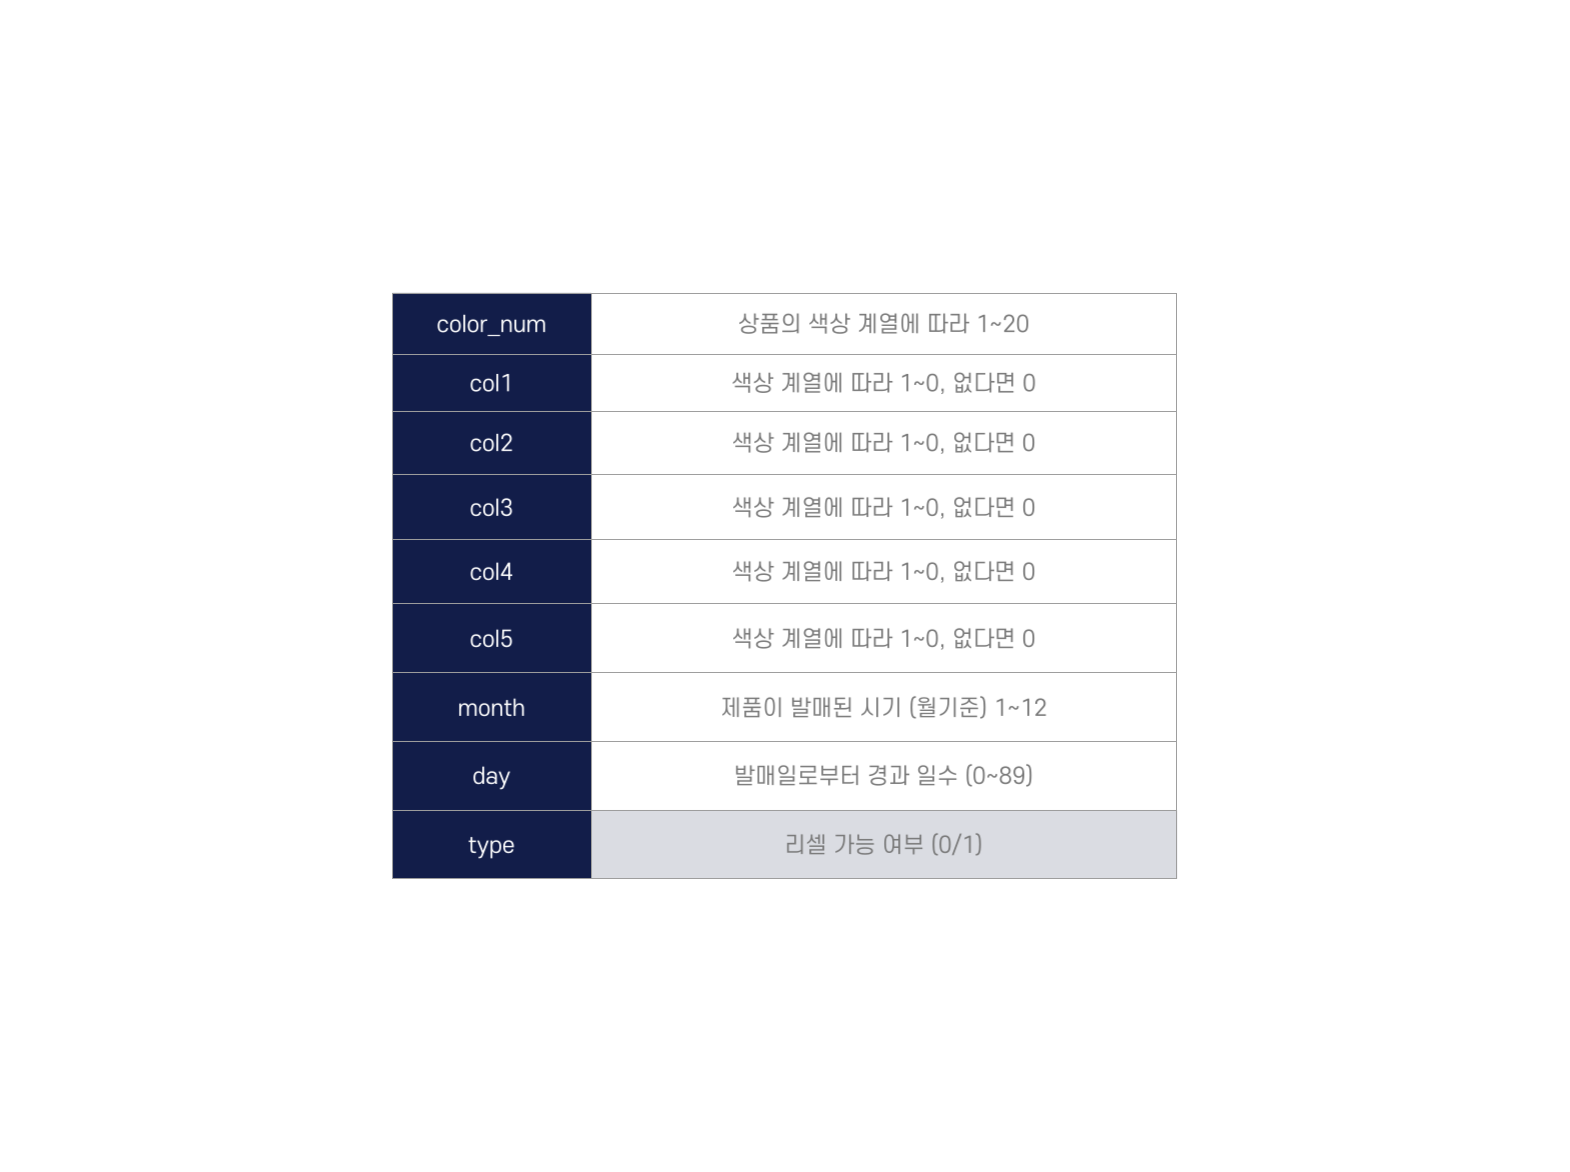 color_num 상품의 색상 계열에 따라 1~20
col1 색상 계열에 따라 1~0, 없다면 0
col2 색상 계열에 따라 1~0, 없다면 0
col3 색상 계열에 따라 1~0, 없다면 0
col4 색상 계열에 따라 1~0, 없다면 0
col5 색상 계열에 따라 1~0, 없다면 0
month 제품이 발매된 시기 (월기준) 1~12
day 발매일로부터 경과 일수 (0~89)
type 리셀 가능 여부 (0/1)